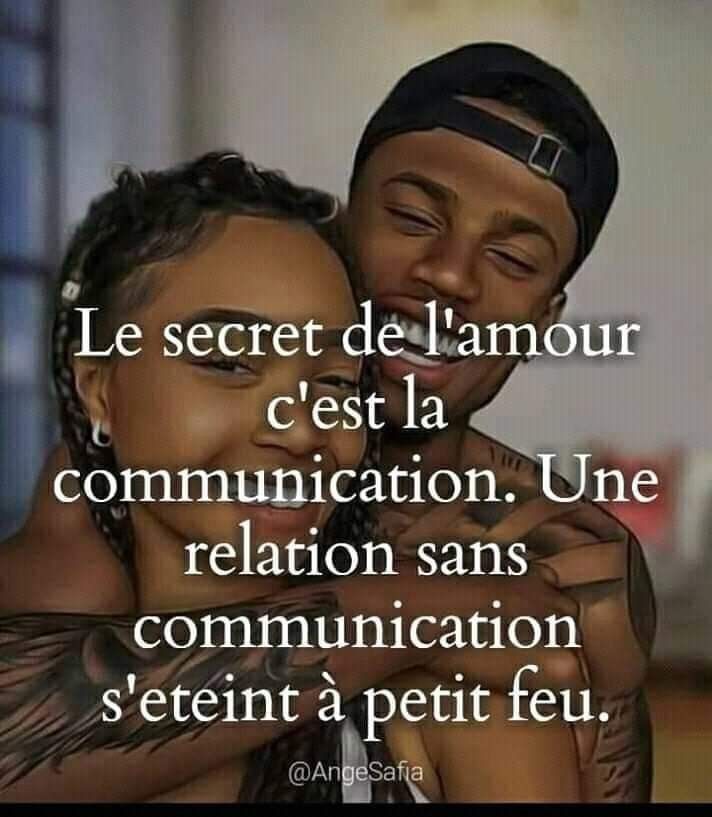 Le secret de l'amour
c'est la
communication. Une
relation sans
communication
s'eteint à petit feu.
@AngeSafia